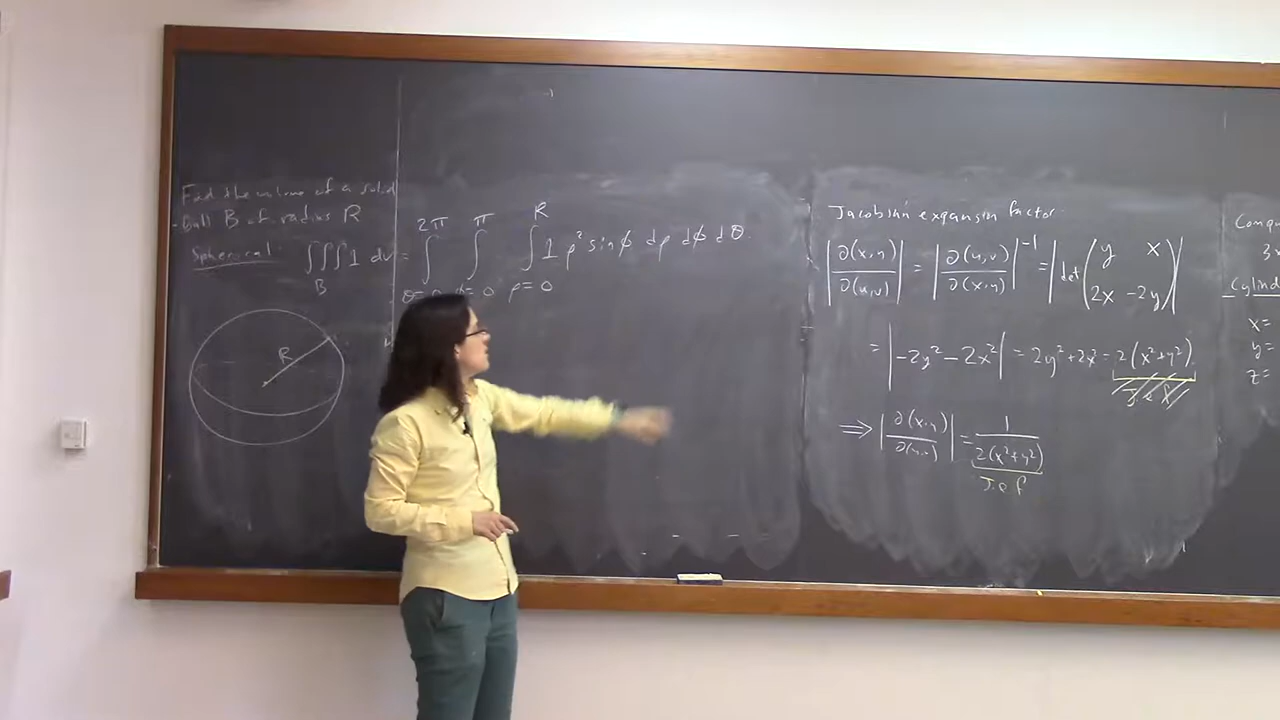 Find the volume of a solid
Ball B of radius R
Spherical: ∭_B 1 dv = ∫_{θ=0}^{2π} ∫_{φ=0}^{π} ∫_{ρ=0}^{R} 1 ρ² sin φ dρ dφ dθ
R
Jacobian expansion factor
|∂(x,y)/∂(u,v)| = |∂(u,v)/∂(x,y)|^{-1} = |det (y x; 2x -2y)|
= |-2y² - 2x²| = 2y² + 2x² = 2(x²+y²)
⟹ |∂(x,y)/∂(u,v)| = 1/(2(x²+y²))
J.e.f
Comp
3
Cylind
x=
y=
z=